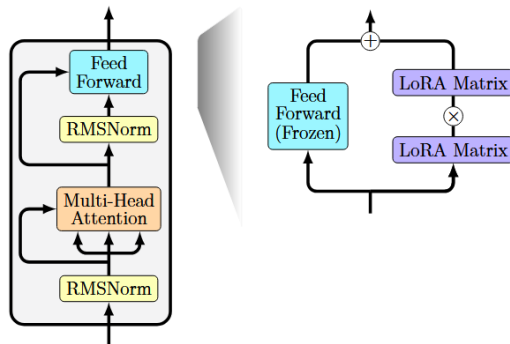 Feed
Forward
RMSNorm
Multi-Head
Attention
RMSNorm
Feed
Forward
(Frozen)
LoRA Matrix
LoRA Matrix